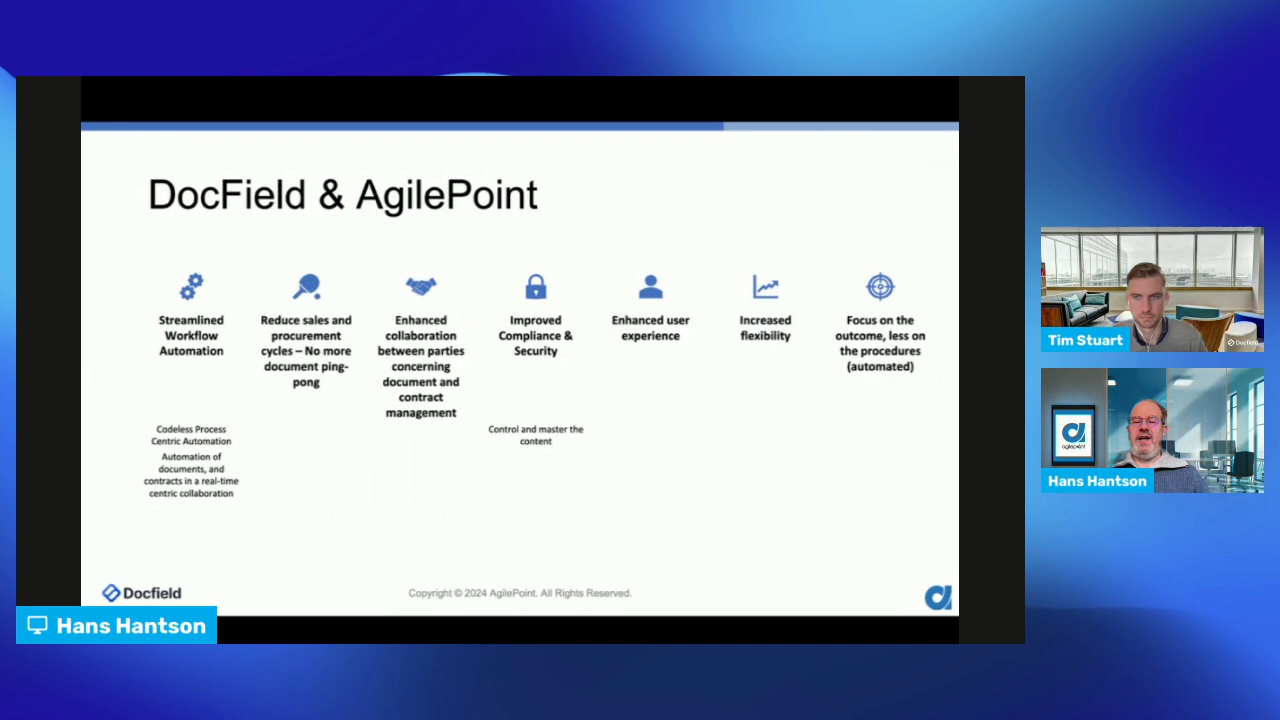 DocField & AgilePoint
Streamlined
Workflow
Automation
Codeless Process
Centric Automation
Automation of
documents, and
contracts in a real-time
centric collaboration
Reduce sales and
procurement
cycles – No more
document ping-
pong
Enhanced
collaboration
between parties
concerning
document and
contract
management
Improved
Compliance &
Security
Control and master the
content
Enhanced user
experience
Increased
flexibility
Focus on the
outcome, less on
the procedures
(automated)
Docfield
Copyright © 2024 AgilePoint. All Rights Reserved.
Hans Hantson
Tim Stuart
Docfield
agilepoint
Hans Hantson